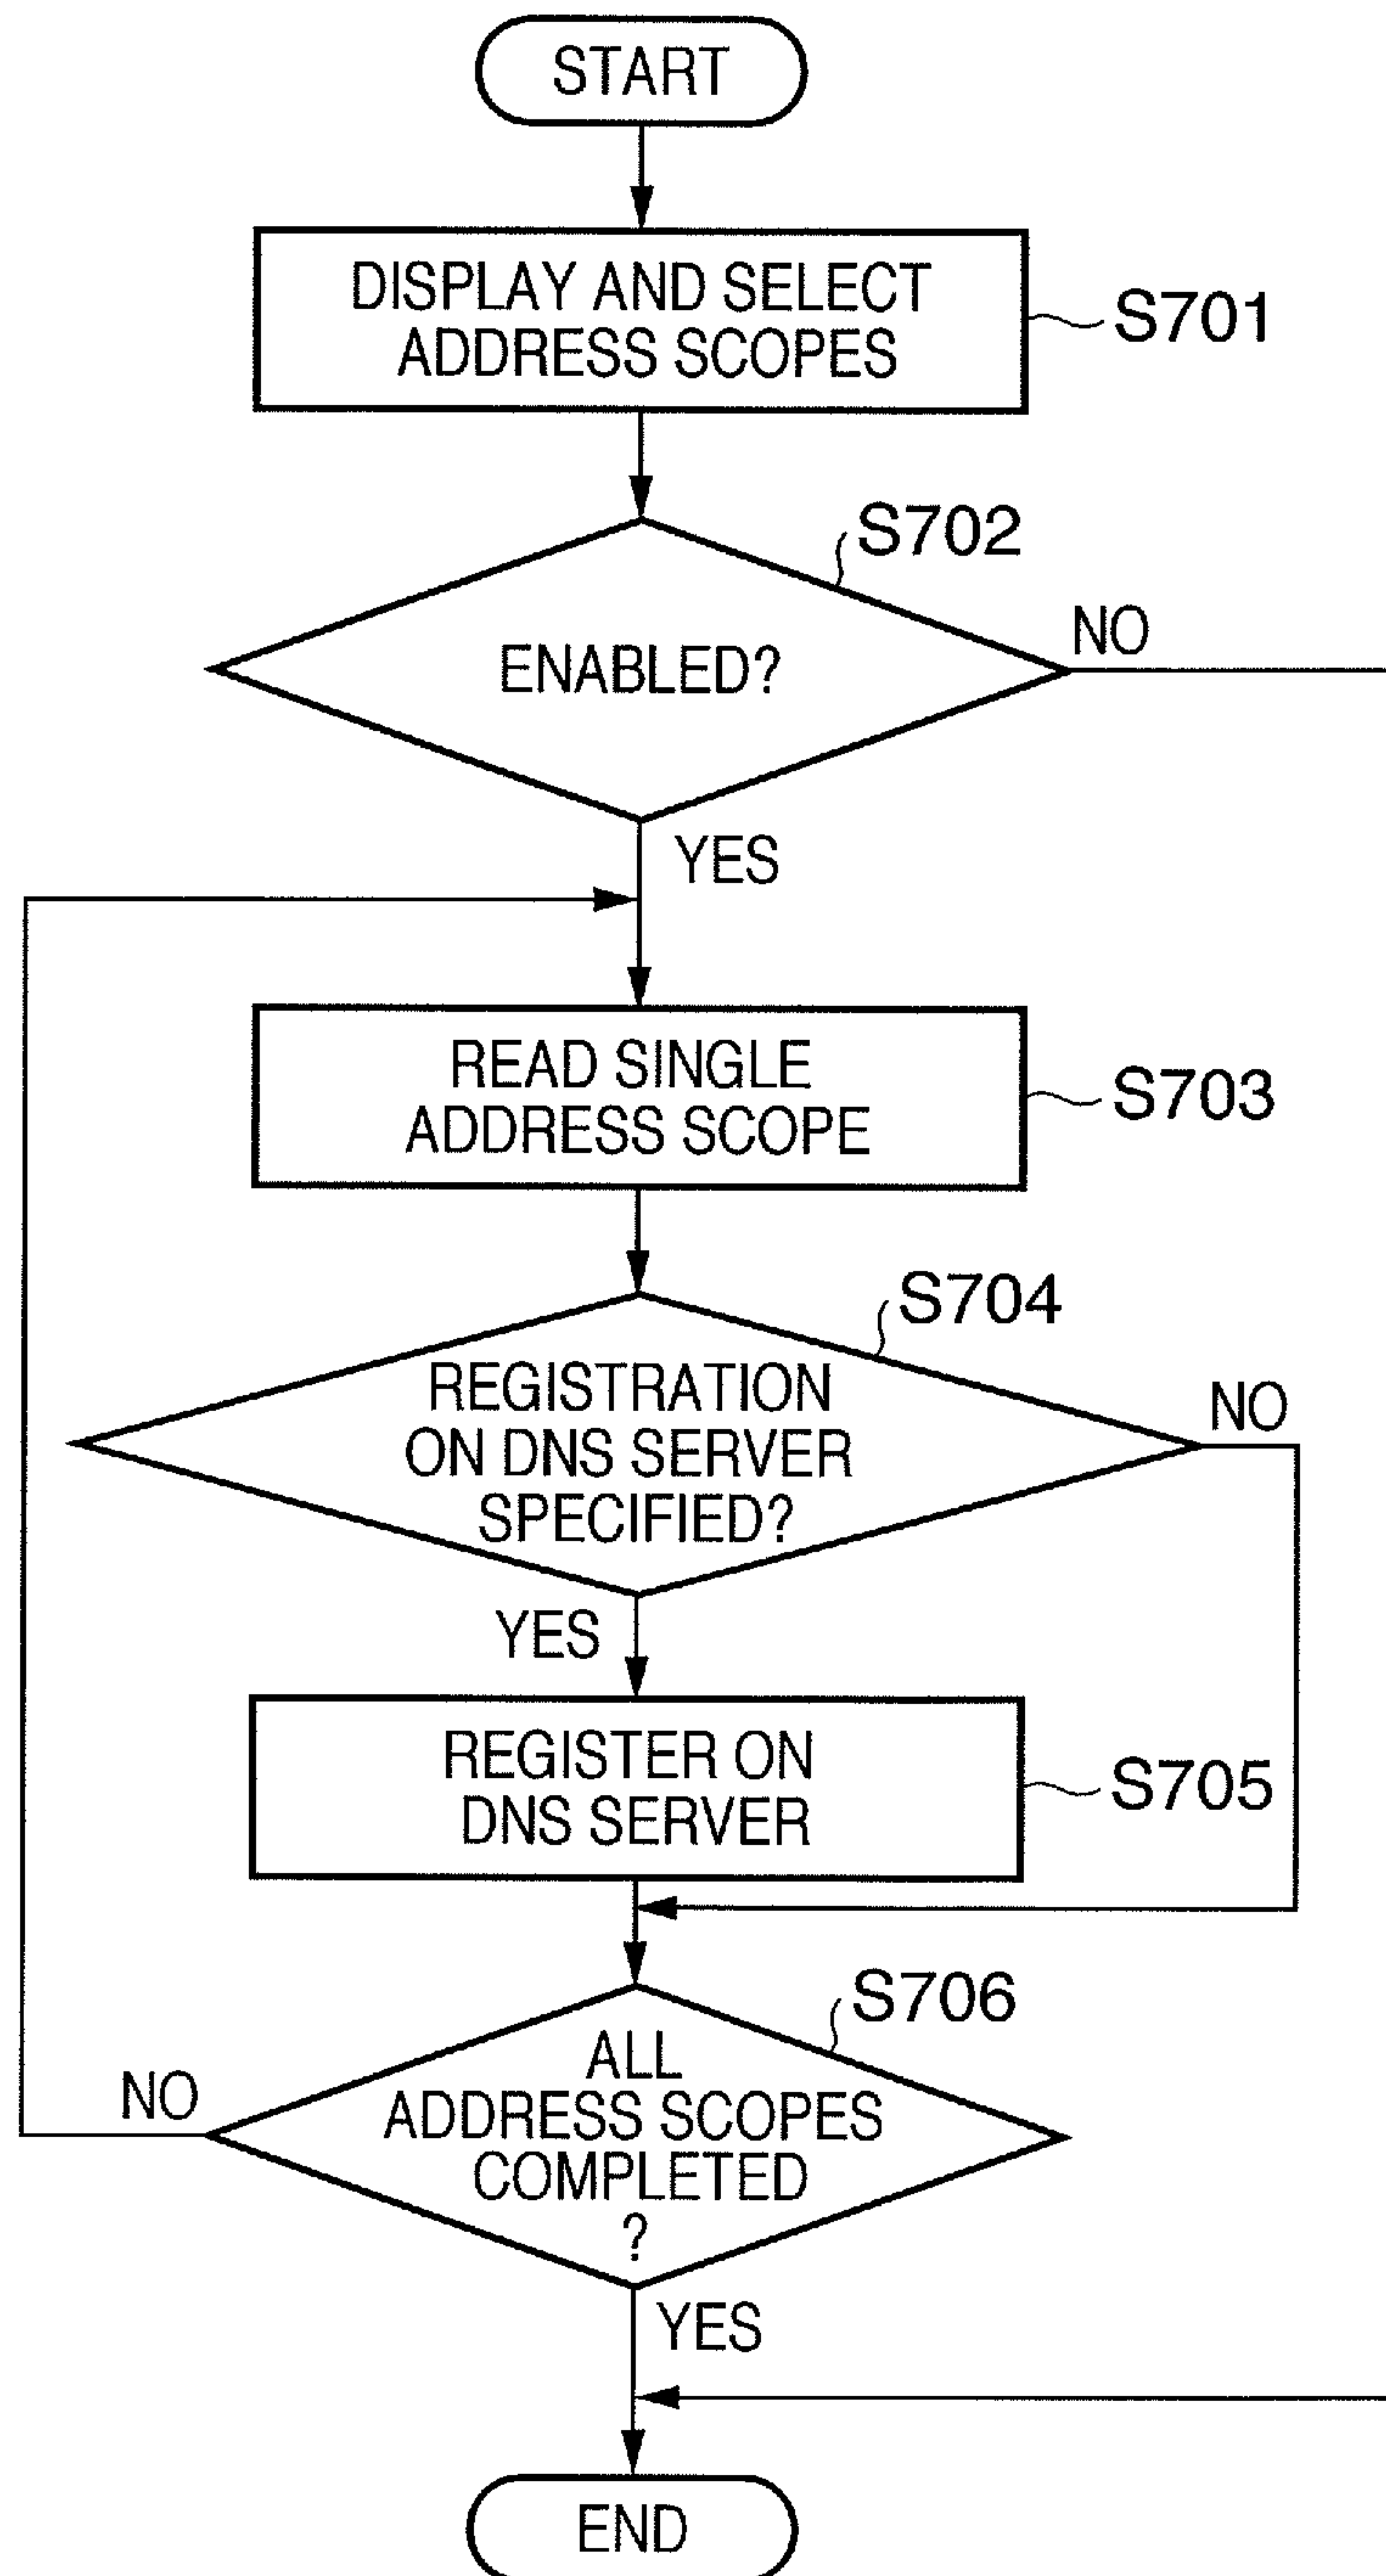 START
DISPLAY AND SELECT
ADDRESS SCOPES
S701
S702
ENABLED?
NO
YES
READ SINGLE
ADDRESS SCOPE
S703
S704
REGISTRATION
ON DNS SERVER
SPECIFIED?
NO
YES
REGISTER ON
DNS SERVER
S705
S706
ALL
ADDRESS SCOPES
COMPLETED
?
NO
YES
END